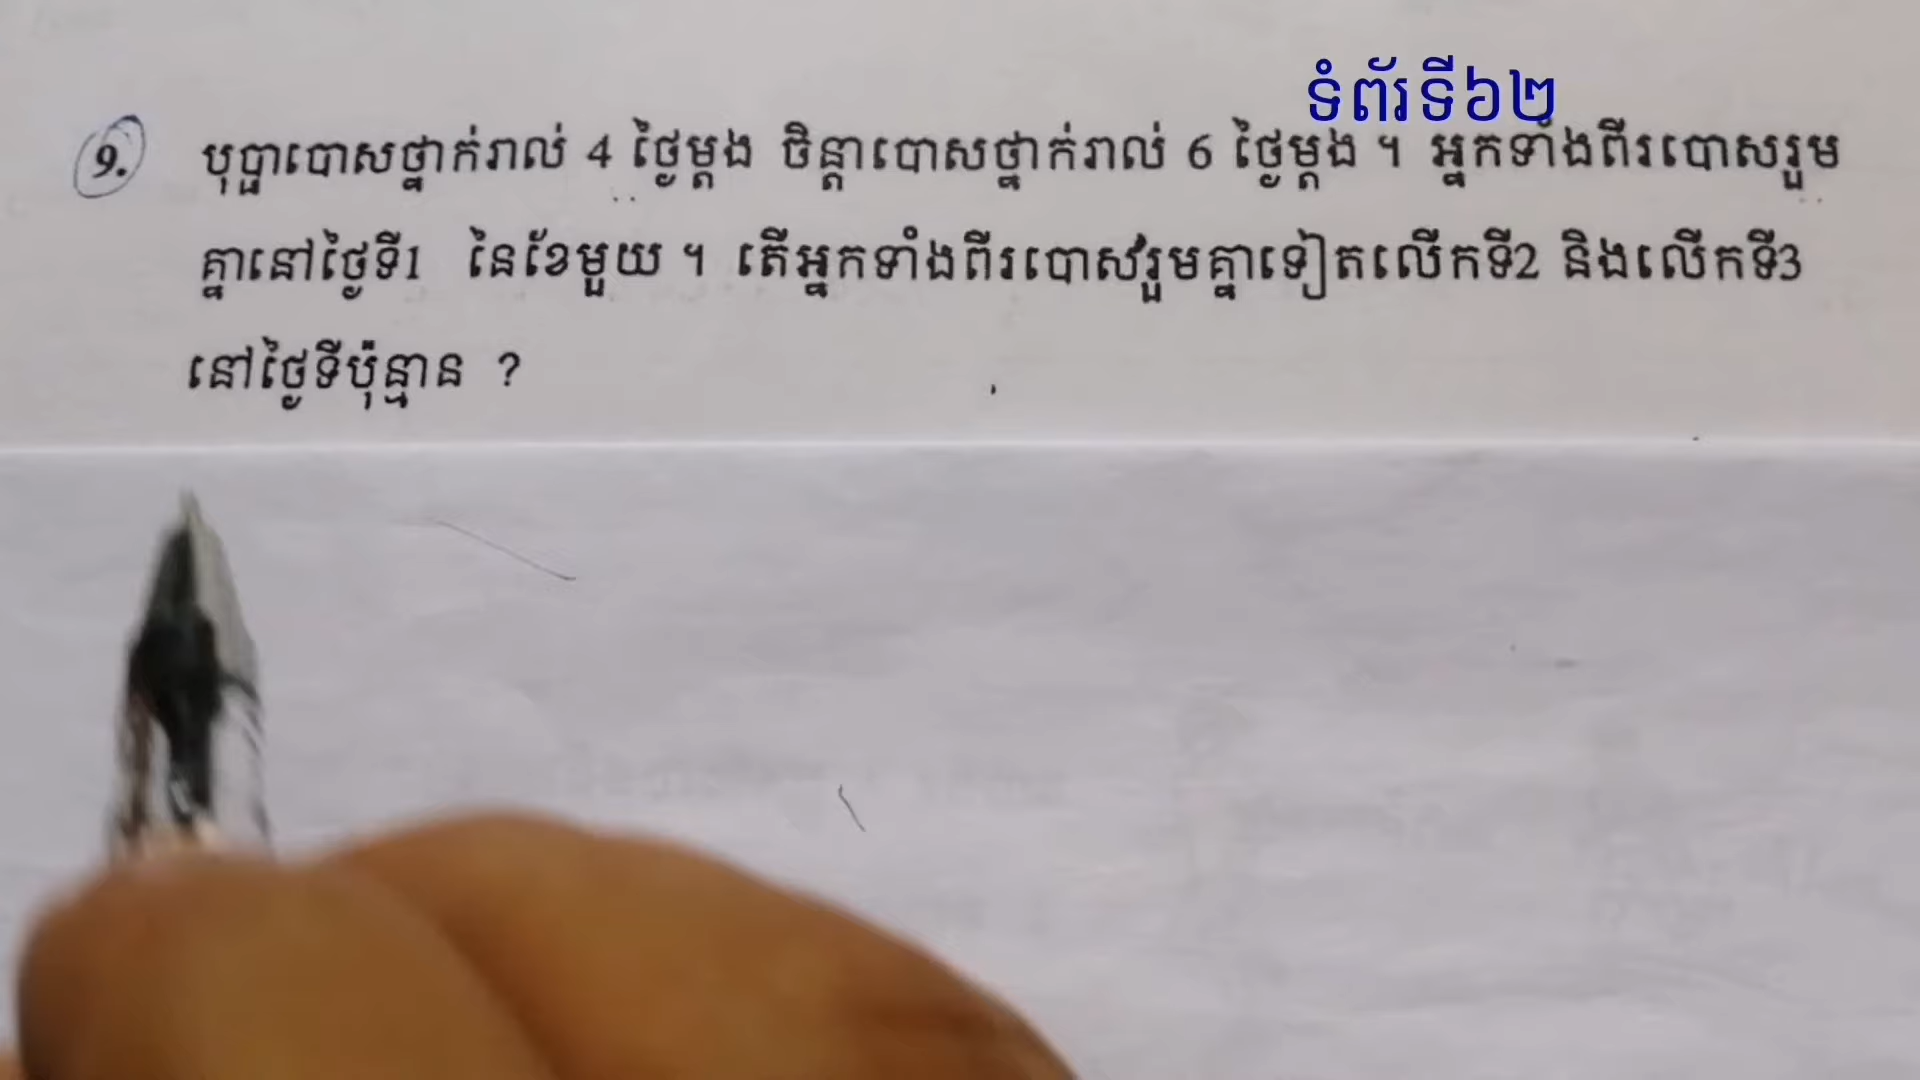 ទំព័រទី៦២
9. បុប្ផាបោសថ្នាក់រាល់ 4 ថ្ងៃម្តង ចិន្តាបោសថ្នាក់រាល់ 6 ថ្ងៃម្តង ។ អ្នកទាំងពីរបោសរួម
គ្នានៅថ្ងៃទី1 នៃខែមួយ ។ តើអ្នកទាំងពីរបោសរួមគ្នាទៀតលើកទី2 និងលើកទី3
នៅថ្ងៃទីប៉ុន្មាន ?